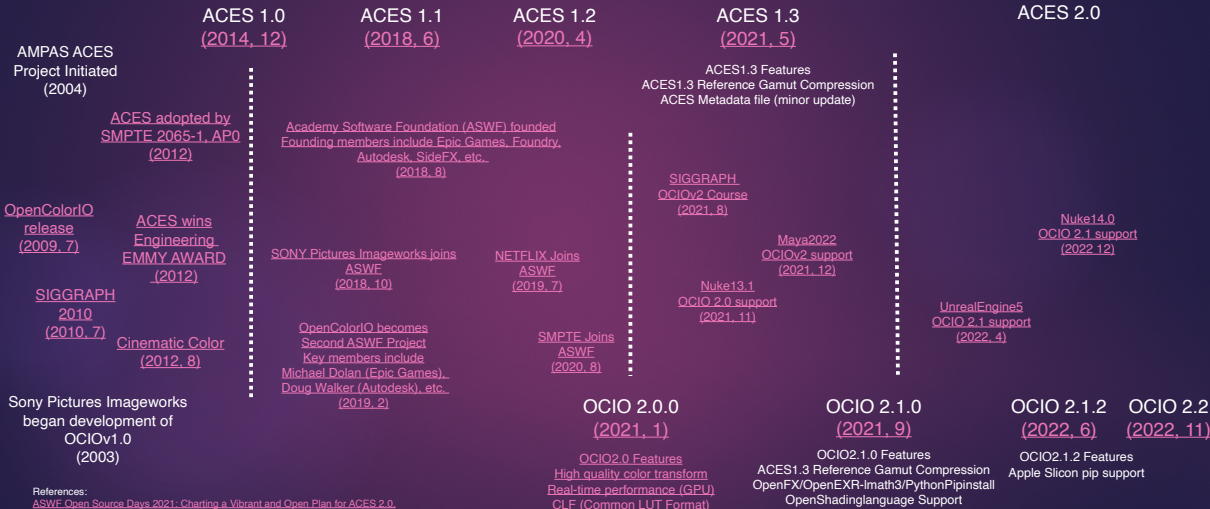 ACES 1.0
(2014, 12)
ACES 1.1
(2018, 6)
ACES 1.2
(2020, 4)
ACES 1.3
(2021, 5)
ACES 2.0
AMPAS ACES
Project Initiated
(2004)
ACES1.3 Features
ACES1.3 Reference Gamut Compression
ACES Metadata file (minor update)
ACES adopted by
SMPTE 2065-1, AP0
(2012)
Academy Software Foundation (ASWF) founded
Founding members include Epic Games, Foundry,
Autodesk, SideFX, etc.
(2018, 8)
SIGGRAPH
OCIOv2 Course
(2021, 8)
OpenColorIO
release
(2009, 7)
ACES wins
Engineering
EMMY AWARD
(2012)
Nuke14.0
OCIO 2.1 support
(2022 12)
SONY Pictures Imageworks joins
ASWF
(2018, 10)
NETFLIX Joins
ASWF
(2019, 7)
Maya2022
OCIOv2 support
(2021, 12)
Nuke13.1
OCIO 2.0 support
(2021, 11)
SIGGRAPH
2010
(2010, 7)
UnrealEngine5
OCIO 2.1 support
(2022, 4)
Cinematic Color
(2012, 8)
OpenColorIO becomes
Second ASWF Project
Key members include
Michael Dolan (Epic Games),
Doug Walker (Autodesk), etc.
(2019, 2)
SMPTE Joins
ASWF
(2020, 8)
Sony Pictures Imageworks
began development of
OCIOv1.0
(2003)
OCIO 2.0.0
(2021, 1)
OCIO 2.1.0
(2021, 9)
OCIO 2.1.2
(2022, 6)
OCIO 2.2
(2022, 11)
OCIO2.0 Features
High quality color transform
Real-time performance (GPU)
CLF (Common LUT Format)
OCIO2.1.0 Features
ACES1.3 Reference Gamut Compression
OpenFX/OpenEXR-Imath3/PythonPipinstall
OpenShadinglanguage Support
OCIO2.1.2 Features
Apple Slicon pip support
References:
ASWF Open Source Days 2021: Charting a Vibrant and Open Plan for ACES 2.0.